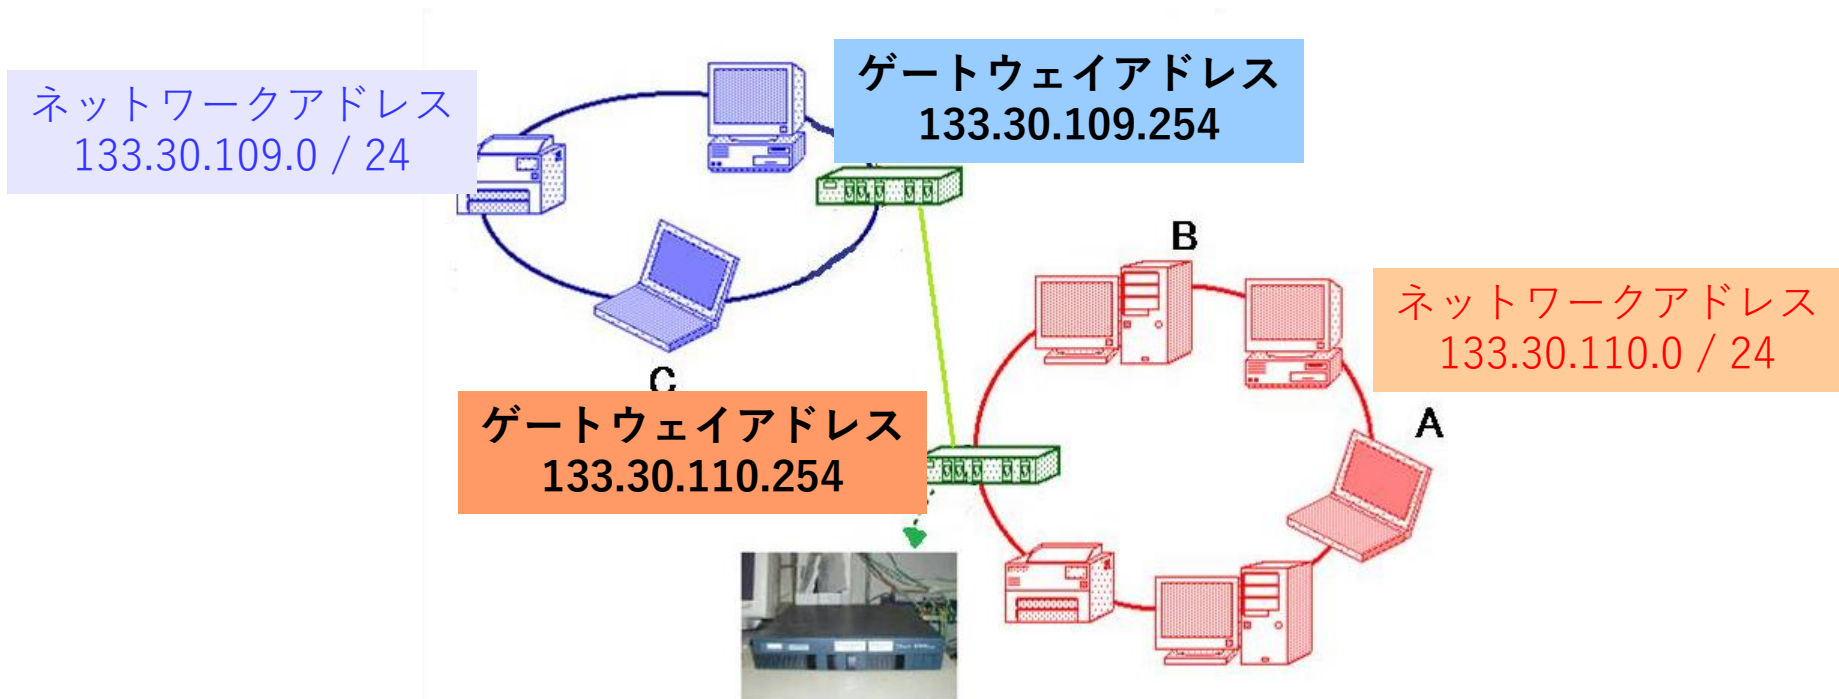 ネットワークアドレス
133.30.109.0 / 24
ゲートウェイアドレス
133.30.109.254
B
ネットワークアドレス
133.30.110.0 / 24
C
ゲートウェイアドレス
133.30.110.254
A